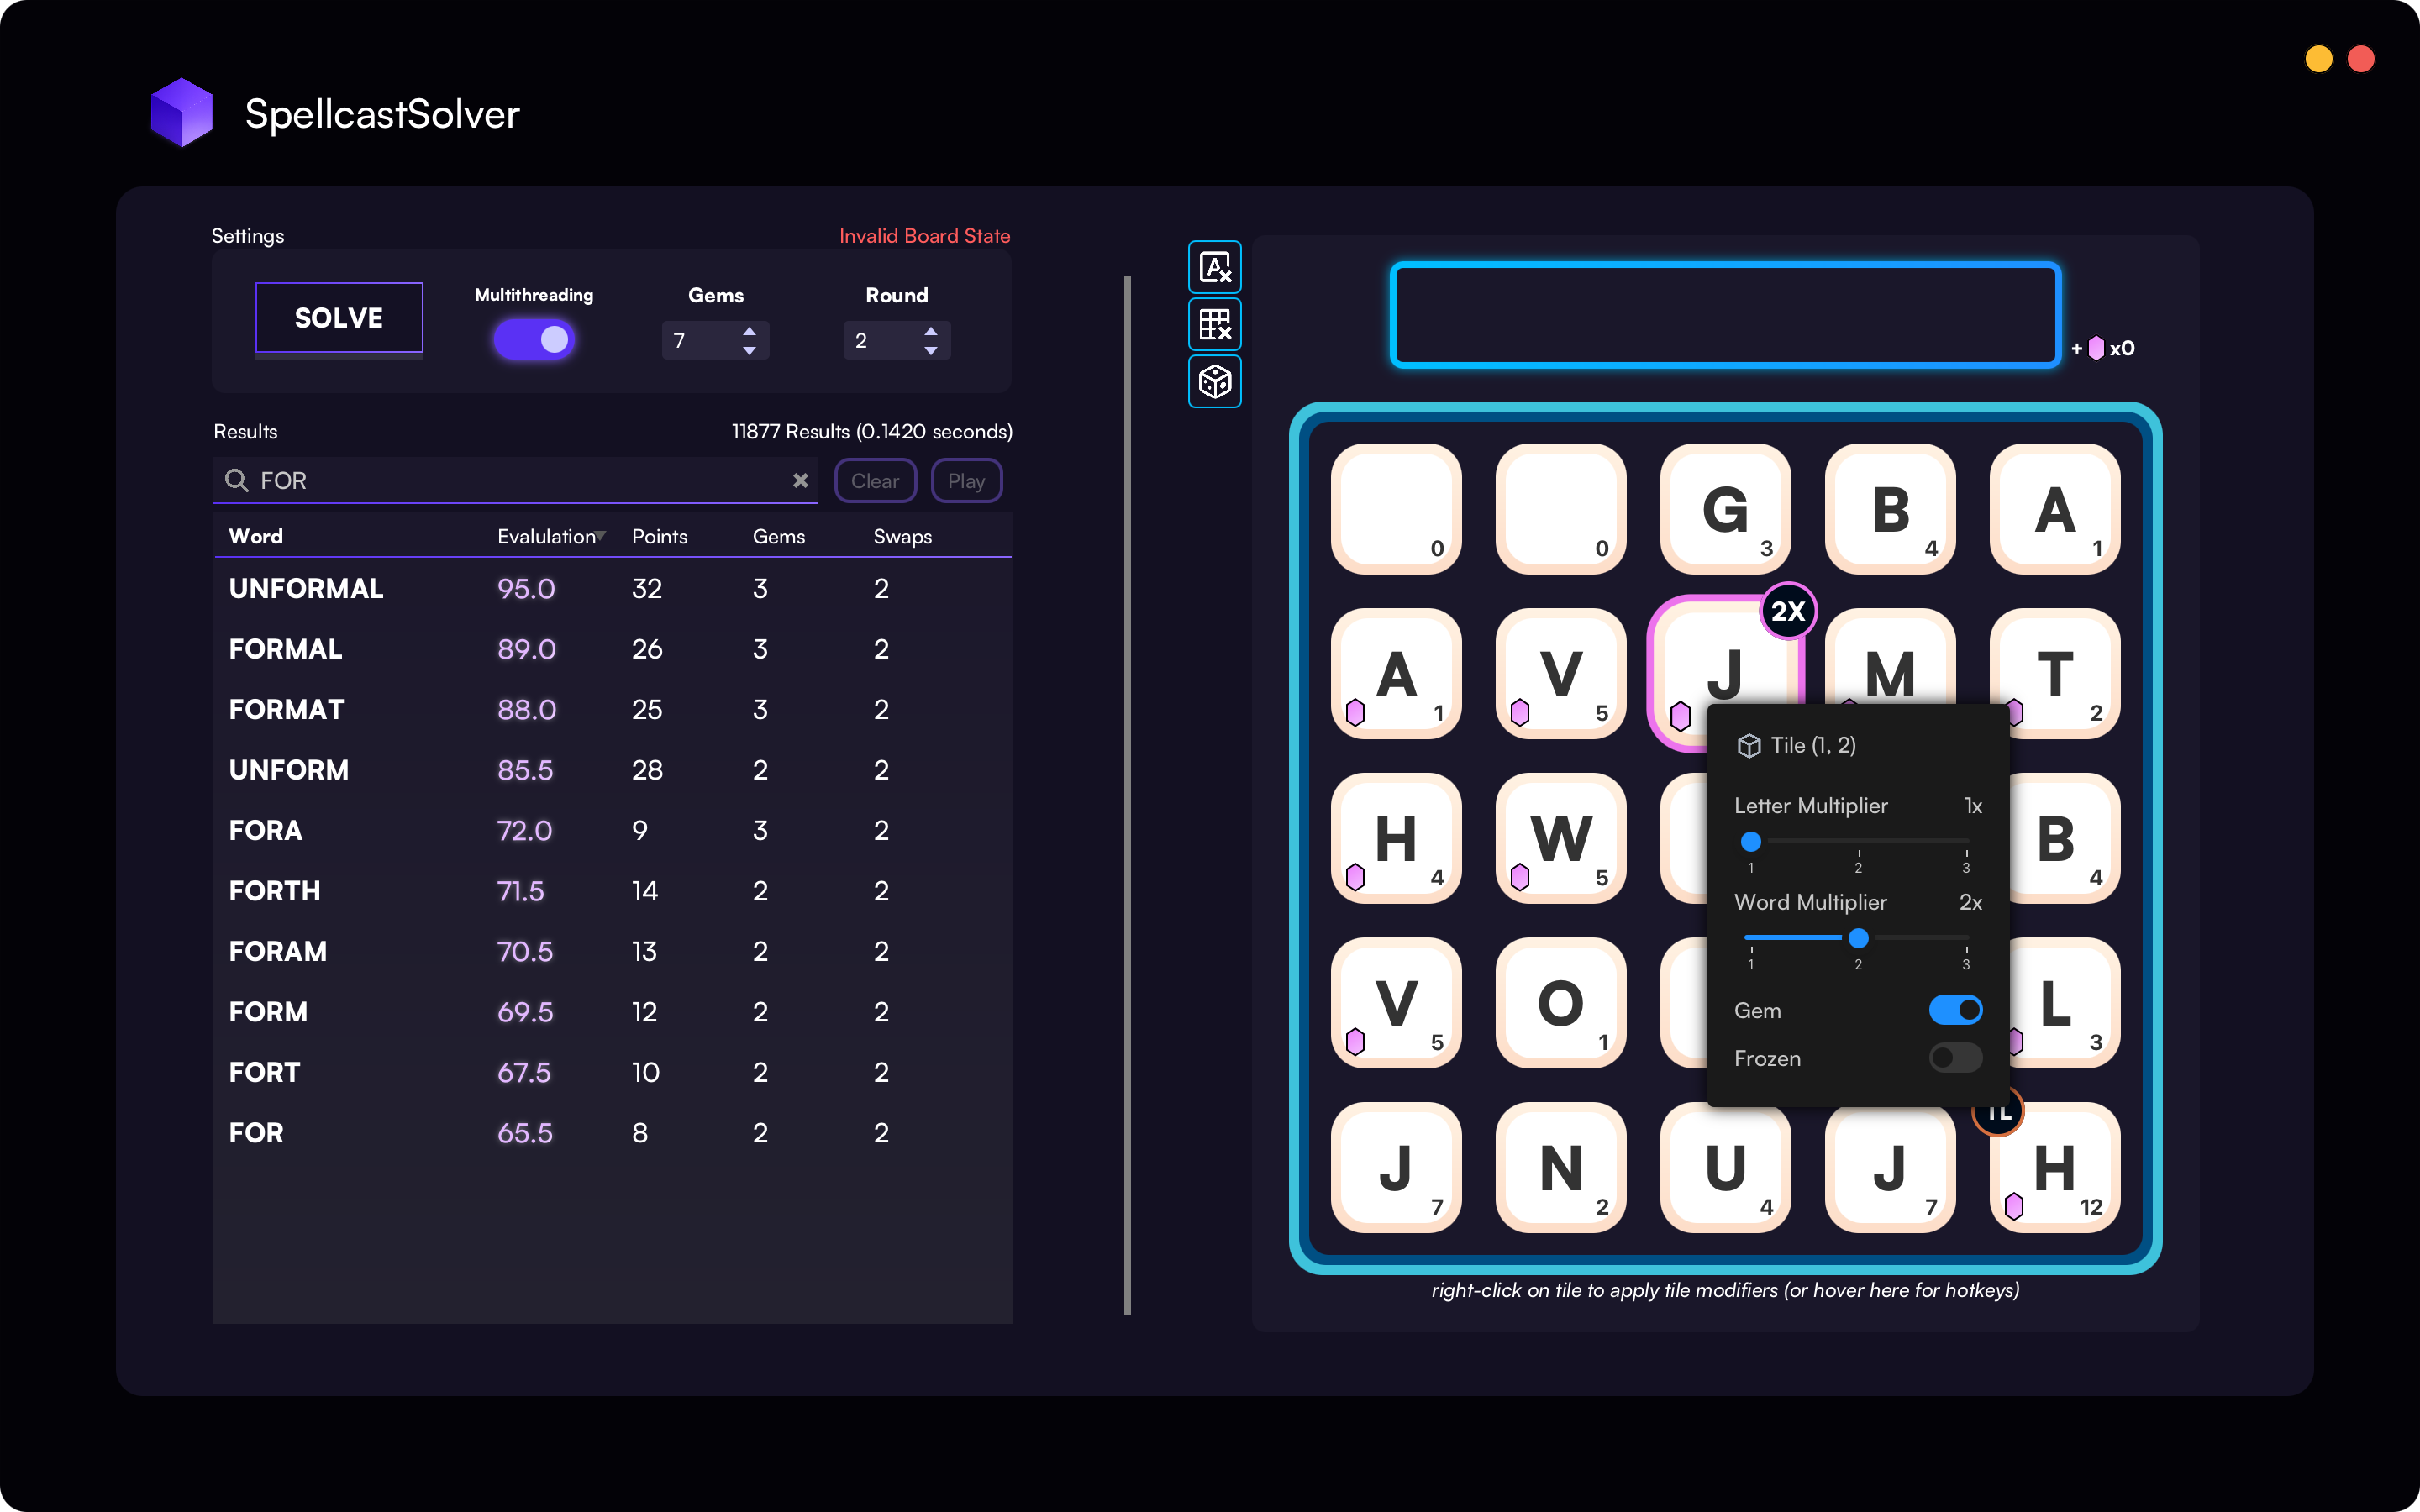 SpellcastSolver
Settings
Invalid Board State
SOLVE
Multithreading
Gems
Round
7
2
Results
11877 Results (0.1420 seconds)
FOR
Clear
Play
Word Evalulation Points Gems Swaps
UNFORMAL 95.0 32 3 2
FORMAL 89.0 26 3 2
FORMAT 88.0 25 3 2
UNFORM 85.5 28 2 2
FORA 72.0 9 3 2
FORTH 71.5 14 2 2
FORAM 70.5 13 2 2
FORM 69.5 12 2 2
FORT 67.5 10 2 2
FOR 65.5 8 2 2
A
+ x0
0 0 G 3 B 4 A 1
2X
A 1 V 5 J M T 2
Tile (1, 2)
Letter Multiplier 1x
1 2 3
Word Multiplier 2x
1 2 3
Gem
Frozen
H 4 W 5 B 4
V 5 O 1 L 3
J 7 N 2 U 4 J 7 H 12
right-click on tile to apply tile modifiers (or hover here for hotkeys)